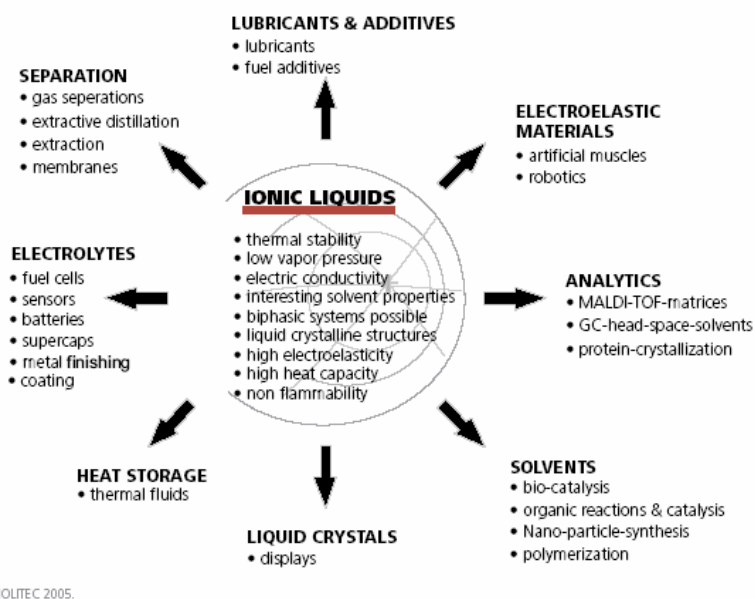 LUBRICANTS & ADDITIVES
• lubricants
• fuel additives
SEPARATION
• gas seperations
• extractive distillation
• extraction
• membranes
ELECTROELASTIC
MATERIALS
• artificial muscles
• robotics
IONIC LIQUIDS
• thermal stability
• low vapor pressure
• electric conductivity
• interesting solvent properties
• biphasic systems possible
• liquid crystalline structures
• high electroelasticity
• high heat capacity
• non flammability
ELECTROLYTES
• fuel cells
• sensors
• batteries
• supercaps
• metal finishing
• coating
ANALYTICS
• MALDI-TOF-matrices
• GC-head-space-solvents
• protein-crystallization
HEAT STORAGE
• thermal fluids
LIQUID CRYSTALS
• displays
SOLVENTS
• bio-catalysis
• organic reactions & catalysis
• Nano-particle-synthesis
• polymerization
OLITEC 2005.